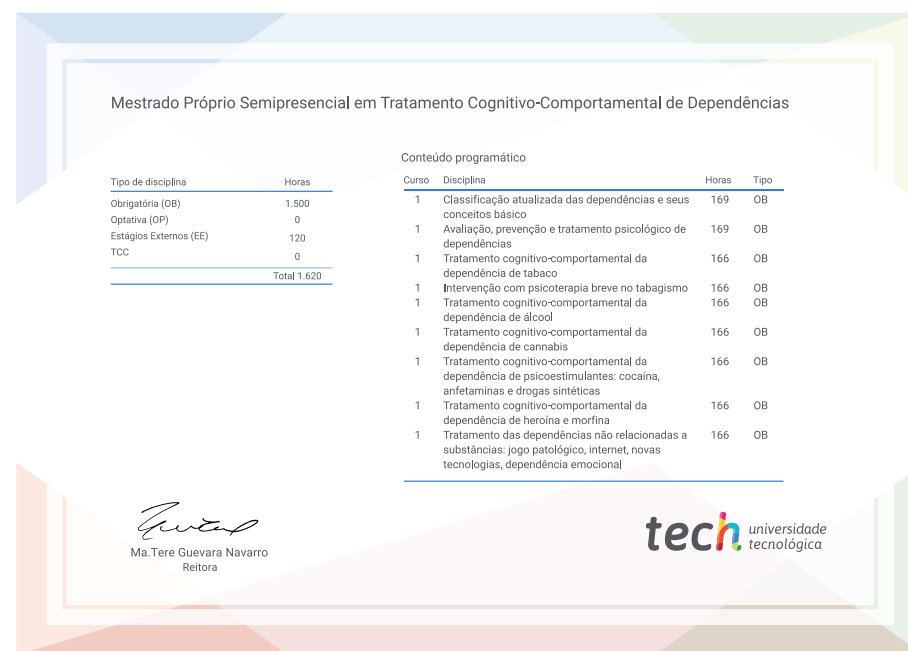 Mestrado Próprio Semipresencial em Tratamento Cognitivo-Comportamental de Dependências
Tipo de disciplina Horas
Obrigatória (OB) 1.500
Optativa (OP) 0
Estágios Externos (EE) 120
TCC 0
Total 1.620
Conteúdo programático
Curso Disciplina Horas Tipo
1 Classificação atualizada das dependências e seus 169 OB
conceitos básico
1 Avaliação, prevenção e tratamento psicológico de 169 OB
dependências
1 Tratamento cognitivo-comportamental da 166 OB
dependência de tabaco
1 Intervenção com psicoterapia breve no tabagismo 166 OB
1 Tratamento cognitivo-comportamental da 166 OB
dependência de álcool
1 Tratamento cognitivo-comportamental da 166 OB
dependência de cannabis
1 Tratamento cognitivo-comportamental da 166 OB
dependência de psicoestimulantes: cocaína,
anfetaminas e drogas sintéticas
1 Tratamento cognitivo-comportamental da 166 OB
dependência de heroína e morfina
1 Tratamento das dependências não relacionadas a 166 OB
substâncias: jogo patológico, internet, novas
tecnologias, dependência emocional
Ma.Tere Guevara Navarro
Reitora
tech universidade
tecnológica